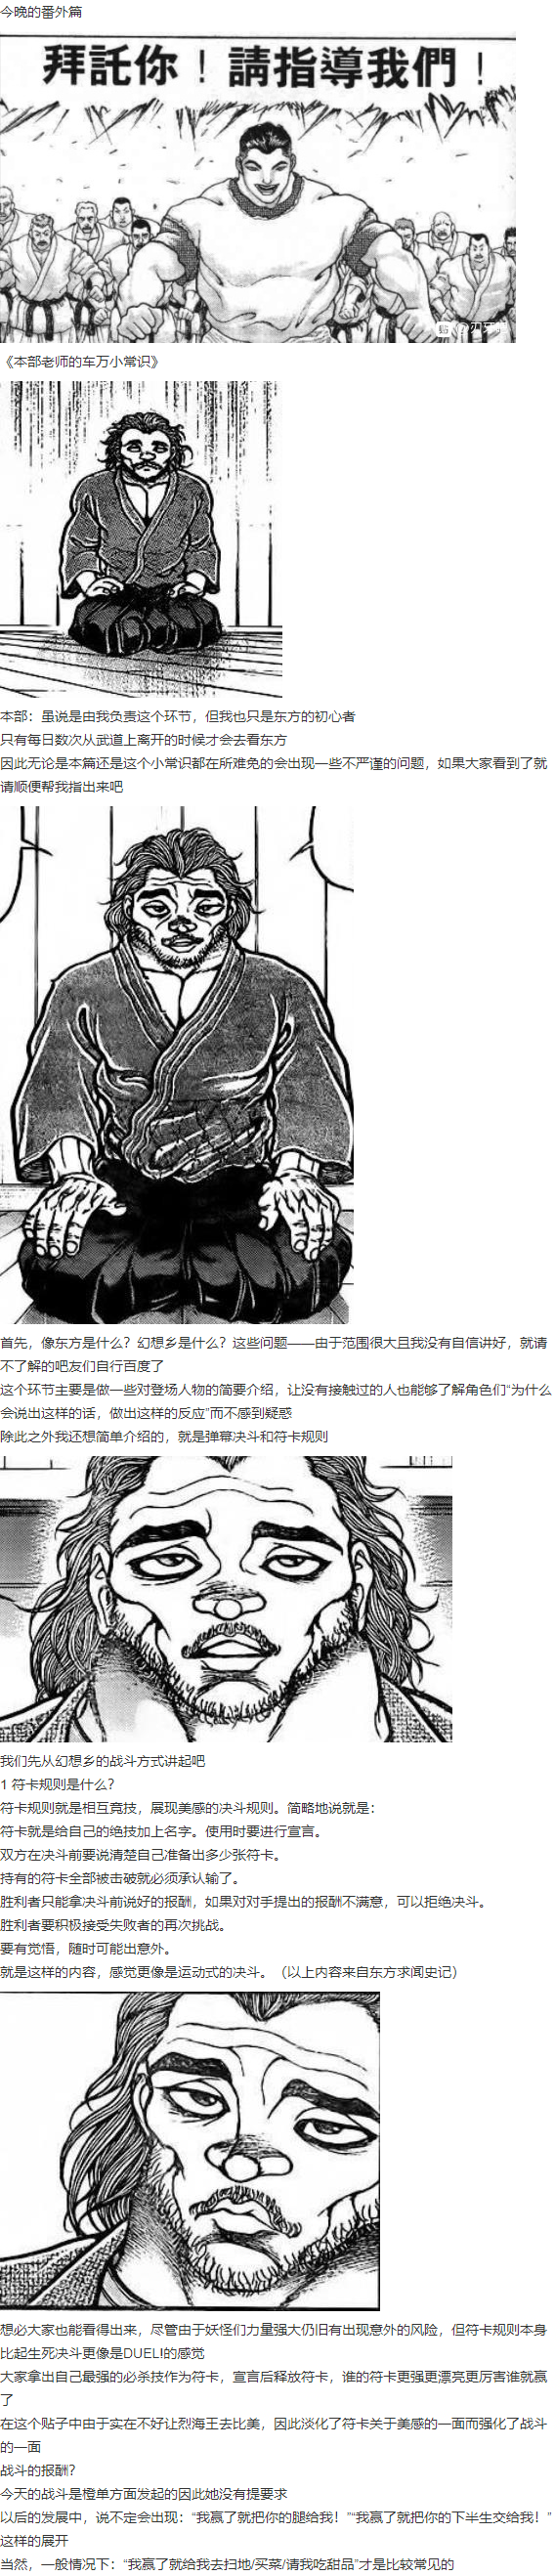 今晚的番外篇
拜託你！請指導我們！
《本部老师的车万小常识》
本部：虽说是由我负责这个环节，但我也只是东方的初心者
只有每日数次从武道上离开的时候才会去看东方
因此无论是本篇还是这个小常识都在所难免的会出现一些不严谨的问题，如果大家看到了就
请顺便帮我指出来吧
首先，像东方是什么？幻想乡是什么？这些问题——由于范围很大且我没有自信讲好，就请
不了解的吧友们自行百度了
这个环节主要是做一些对登场人物的简要介绍，让没有接触过的人也能够了解角色们“为什么
会说出这样的话，做出这样的反应”而不感到疑惑
除此之外我还想简单介绍的，就是弹幕决斗和符卡规则
我们先从幻想乡的战斗方式讲起吧
1 符卡规则是什么？
符卡规则就是相互竞技，展现美感的决斗规则。简略地说就是：
符卡就是给自己的绝技加上名字。使用时要进行宣言。
双方在决斗前要说清楚自己准备出多少张符卡。
持有的符卡全部被击破就必须承认输了。
胜利者只能拿决斗前说好的报酬，如果对对手提出的报酬不满意，可以拒绝决斗。
胜利者要积极接受失败者的再次挑战。
要有觉悟，随时可能出意外。
就是这样的内容，感觉更像是运动式的决斗。（以上内容来自东方求闻史记）
想必大家也能看得出来，尽管由于妖怪们力量强大仍旧有出现意外的风险，但符卡规则本身
比起生死决斗更像是DUEL!的感觉
大家拿出自己最强的必杀技作为符卡，宣言后释放符卡，谁的符卡更强更漂亮更厉害谁就赢
了
在这个贴子中由于实在不好让烈海王去比美，因此淡化了符卡关于美感的一面而强化了战斗
的一面
战斗的报酬？
今天的战斗是橙单方面发起的因此她没有提要求
以后的发展中，说不定会出现：“我赢了就把你的腿给我！”“我赢了就把你的下半生交给我！”
这样的展开
当然，一般情况下：“我赢了就给我去扫地/买菜/请我吃甜品”才是比较常见的